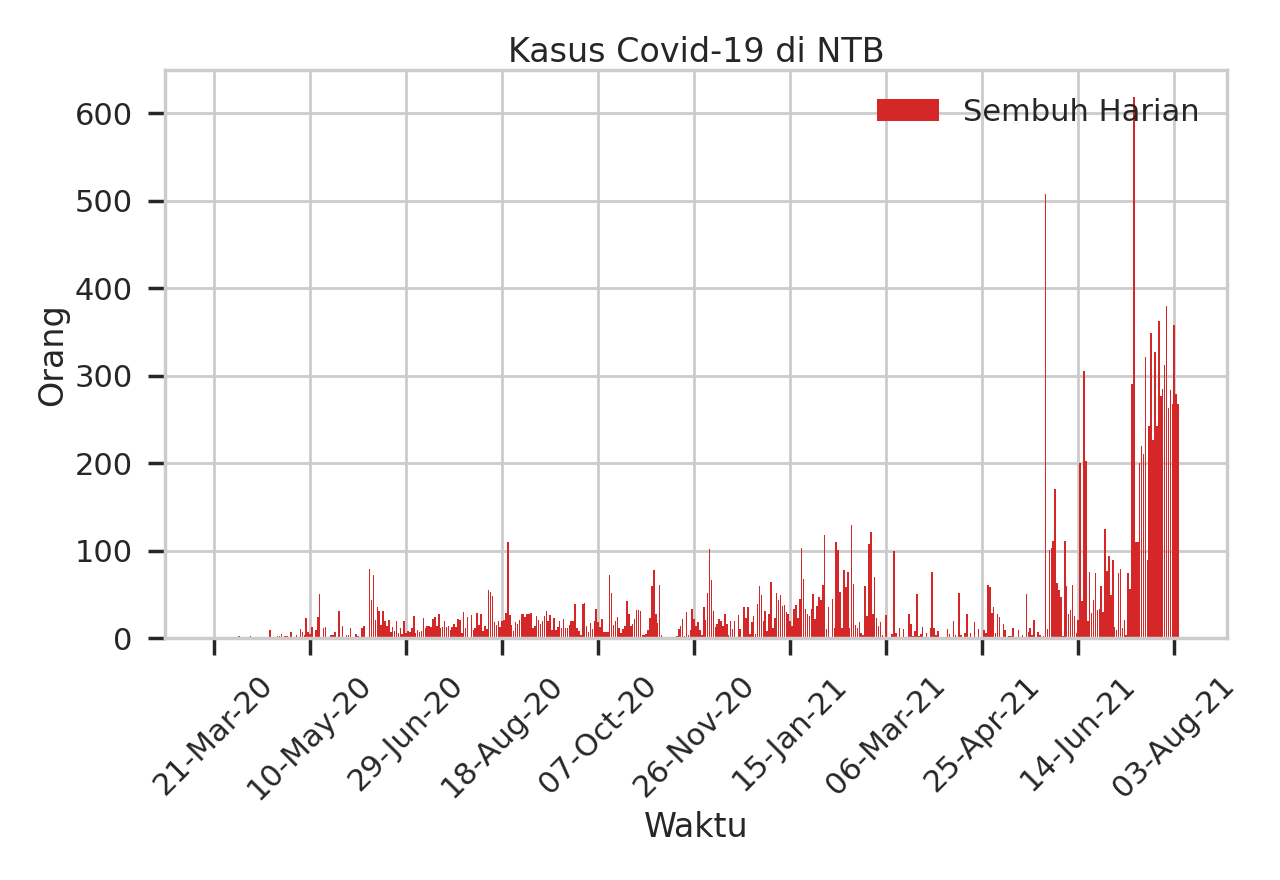 Kasus Covid-19 di NTB
Sembuh Harian
600
500
400
300
200
100
0
Orang
21-Mar-20
10-May-20
29-Jun-20
18-Aug-20
07-Oct-20
26-Nov-20
15-Jan-21
06-Mar-21
25-Apr-21
14-Jun-21
03-Aug-21
Waktu